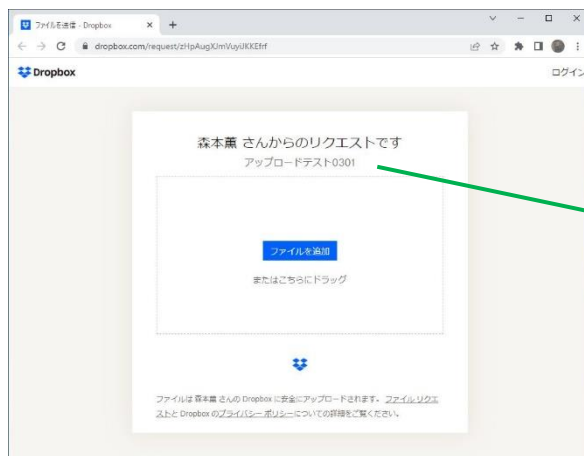 ファイルを送信 - Dropbox
dropbox.com/request/zHpAugXJmVuyiJKKEfrf
Dropbox
ログイン
森本薫 さんからのリクエストです
アップロードテスト0301
ファイルを追加
またはこちらにドラッグ
ファイルは 森本薫 さんの Dropbox に安全にアップロードされます。 ファイル リクエ
ストと Dropbox のプライバシー ポリシーについての詳細をご覧ください。